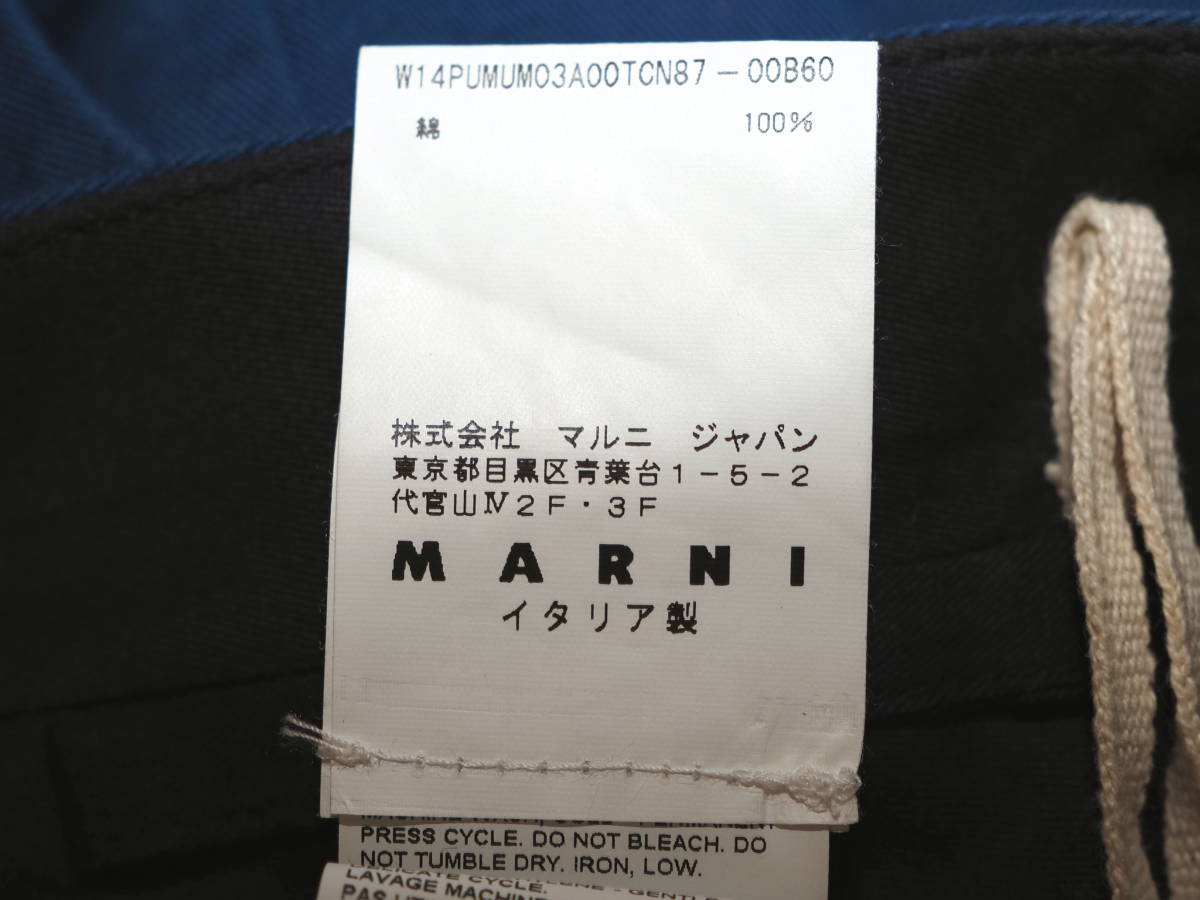 W14PUMUM03A00TCN87-00B60
綿 100%
株式会社 マルニ ジャパン
東京都目黒区青葉台1-5-2
代官山Ⅳ2F・3F
MARNI
イタリア製
PRESS CYCLE. DO NOT BLEACH. DO
NOT TUMBLE DRY. IRON, LOW.
CYCLE.
LAVAGE MACHINE
PAS